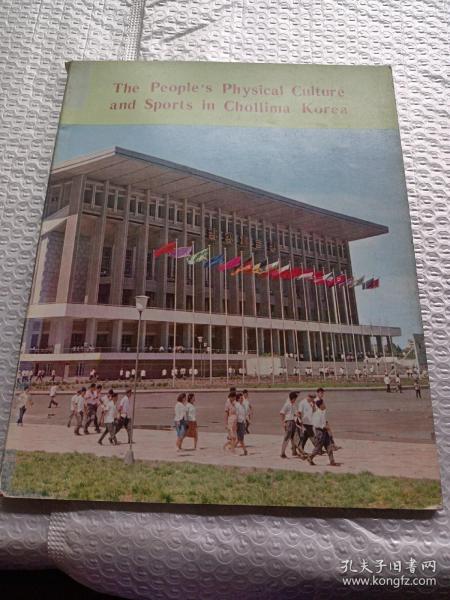 The People's Physical Culture
and Sports in Chollima Korea
孔夫子旧书网
www.kongfz.com